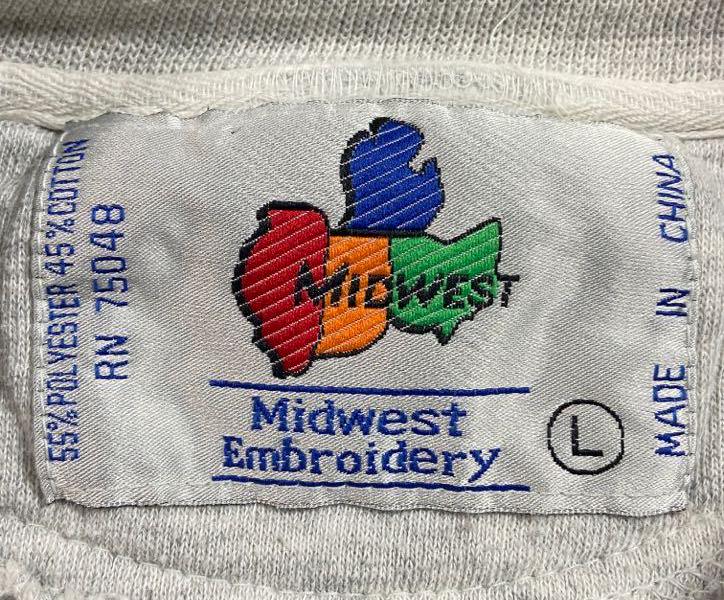 55% POLYESTER 45% COTTON
RN 75048
MIDWEST
Midwest
Embroidery
L
MADE IN CHINA